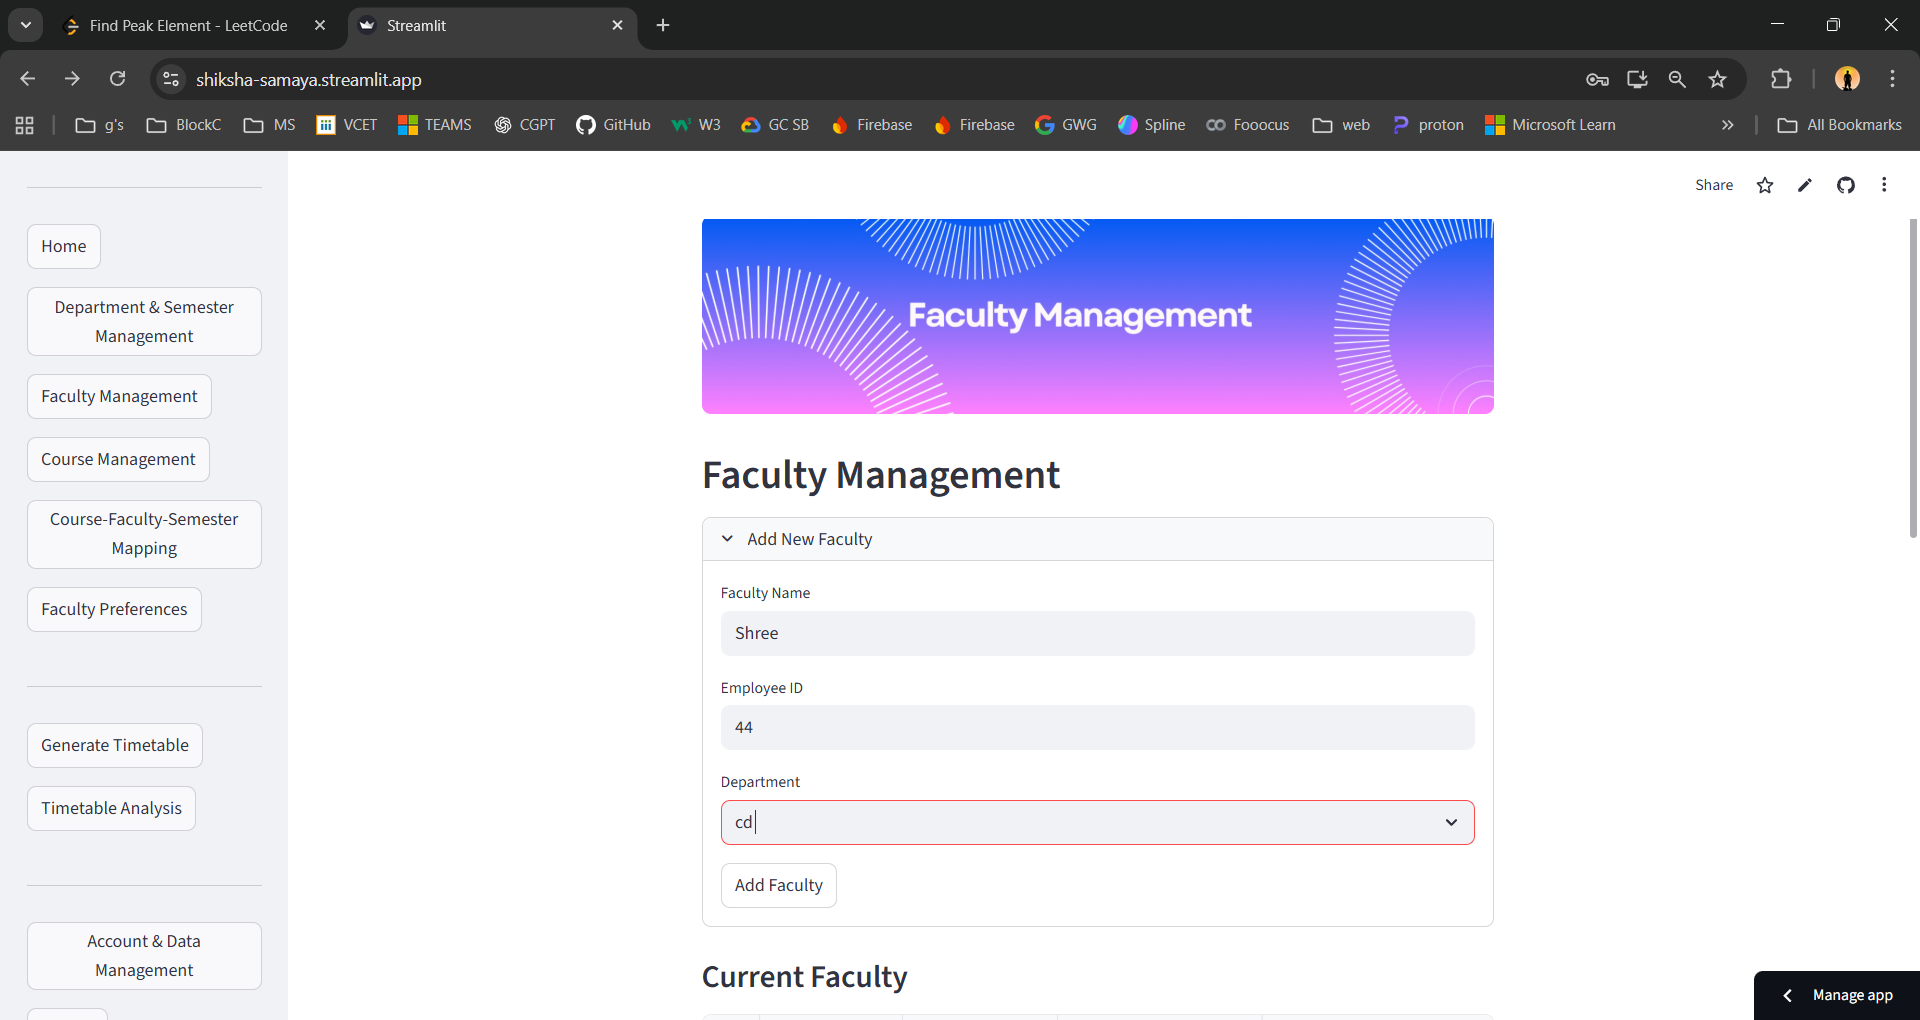 Find Peak Element - LeetCode
Streamlit
shiksha-samaya.streamlit.app
g's BlockC MS VCET TEAMS CGPT GitHub W3 GC SB Firebase Firebase GWG Spline Fooocus web proton Microsoft Learn All Bookmarks
Share
Home
Department & Semester
Management
Faculty Management
Course Management
Course-Faculty-Semester
Mapping
Faculty Preferences
Generate Timetable
Timetable Analysis
Account & Data
Management
Faculty Management
Faculty Management
Add New Faculty
Faculty Name
Shree
Employee ID
44
Department
cd
Add Faculty
Current Faculty
Manage app